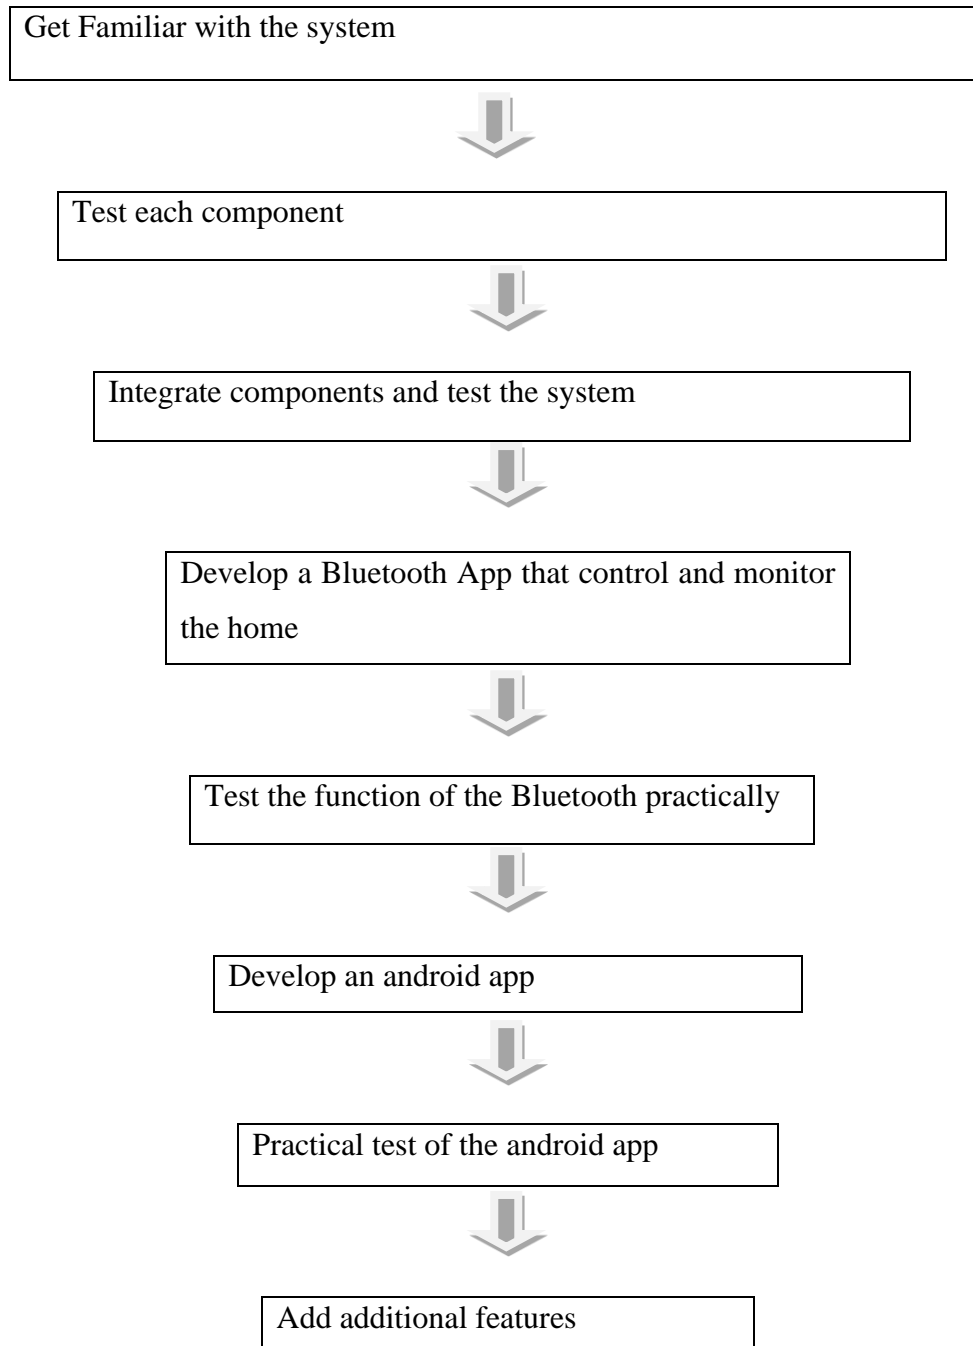 Get Familiar with the system
Test each component
Integrate components and test the system
Develop a Bluetooth App that control and monitor
the home
Test the function of the Bluetooth practically
Develop an android app
Practical test of the android app
Add additional features